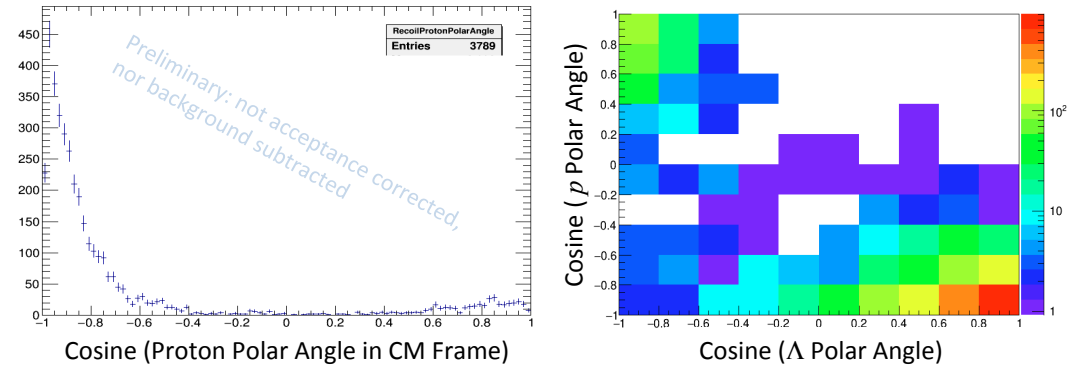 RecoilProtonPolarAngle
Entries 3789
Preliminary: not acceptance corrected,
nor background subtracted
450
400
350
300
250
200
150
100
50
0
−1 −0.8 −0.6 −0.4 −0.2 0 0.2 0.4 0.6 0.8 1
Cosine (Proton Polar Angle in CM Frame)
Cosine (p Polar Angle)
1
0.8
0.6
0.4
0.2
0
−0.2
−0.4
−0.6
−0.8
−1
−1 −0.8 −0.6 −0.4 −0.2 0 0.2 0.4 0.6 0.8 1
Cosine (Λ Polar Angle)
10²
10
1